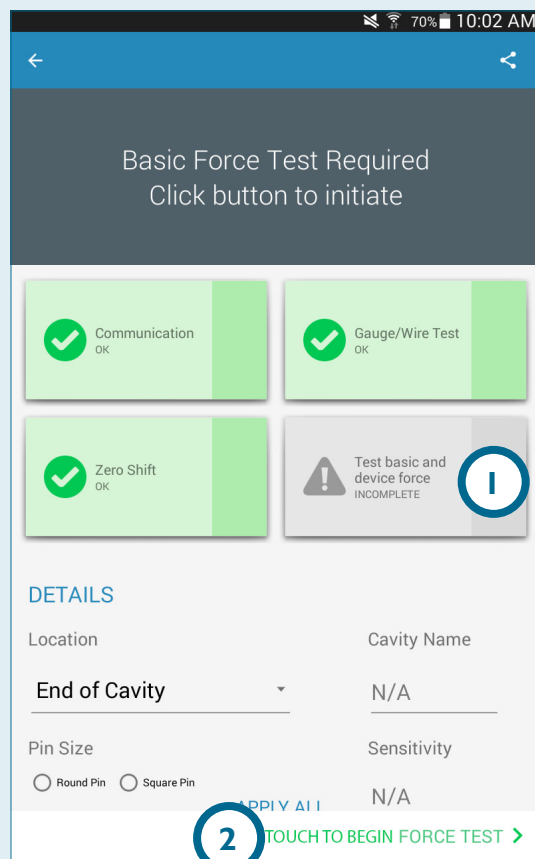 70% 10:02 AM
Basic Force Test Required
Click button to initiate
Communication
OK
Gauge/Wire Test
OK
Zero Shift
OK
Test basic and
device force
INCOMPLETE
1
DETAILS
Location
Cavity Name
End of Cavity
N/A
Pin Size
Sensitivity
Round Pin
Square Pin
N/A
APPLY ALL
2
TOUCH TO BEGIN FORCE TEST